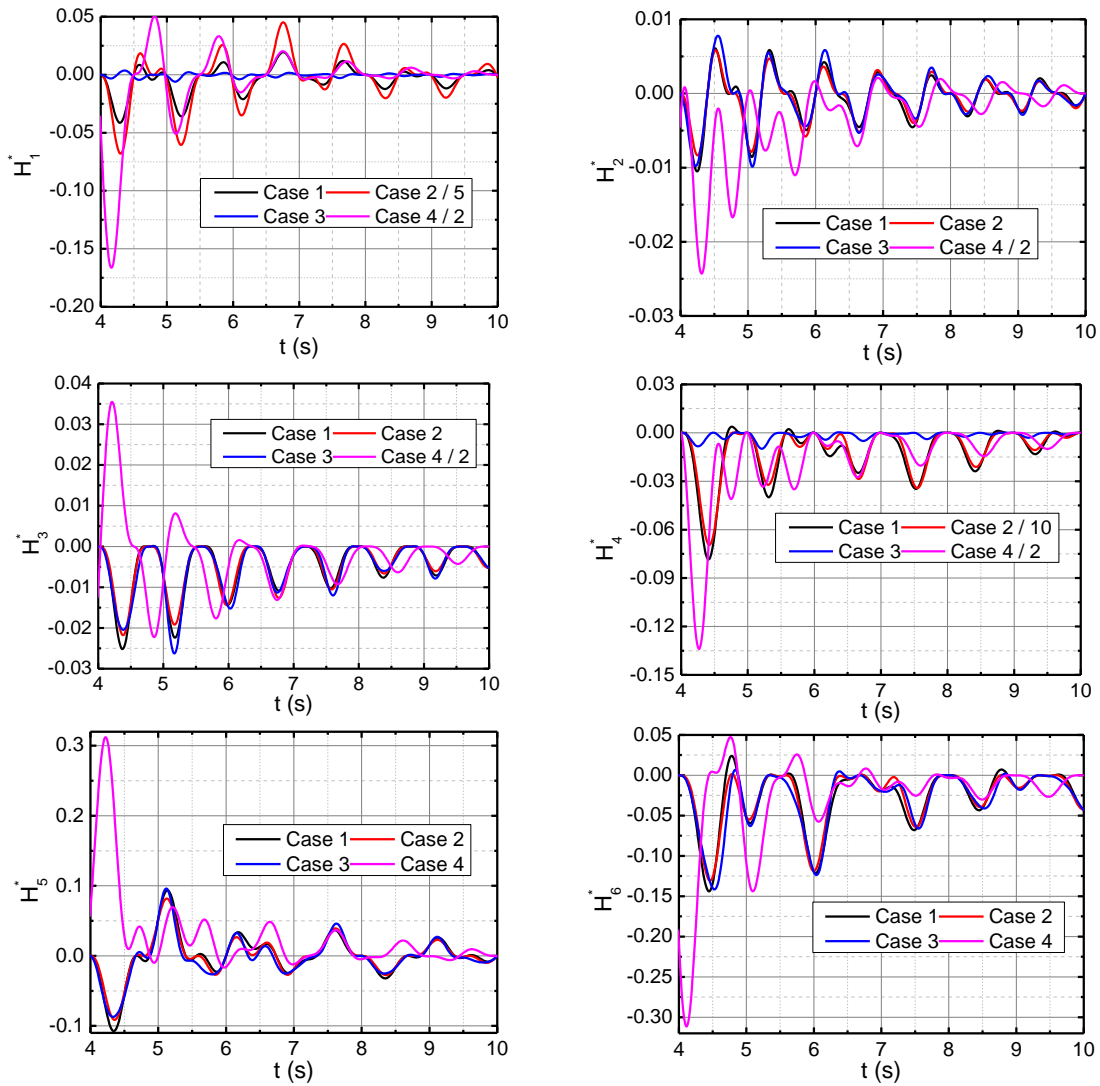 0.05
0.00
-0.05
-0.10
-0.15
-0.20
H*1
Case 1 Case 2 / 5
Case 3 Case 4 / 2
4 5 6 7 8 9 10
t (s)
0.01
0.00
-0.01
-0.02
-0.03
H*2
Case 1 Case 2
Case 3 Case 4 / 2
4 5 6 7 8 9 10
t (s)
0.04
0.03
0.02
0.01
0.00
-0.01
-0.02
-0.03
H*3
Case 1 Case 2
Case 3 Case 4 / 2
4 5 6 7 8 9 10
t (s)
0.03
0.00
-0.03
-0.06
-0.09
-0.12
-0.15
H*4
Case 1 Case 2 / 10
Case 3 Case 4 / 2
4 5 6 7 8 9 10
t (s)
0.3
0.2
0.1
0.0
-0.1
H*5
Case 1 Case 2
Case 3 Case 4
4 5 6 7 8 9 10
t (s)
0.05
0.00
-0.05
-0.10
-0.15
-0.20
-0.25
-0.30
H*6
Case 1 Case 2
Case 3 Case 4
4 5 6 7 8 9 10
t (s)